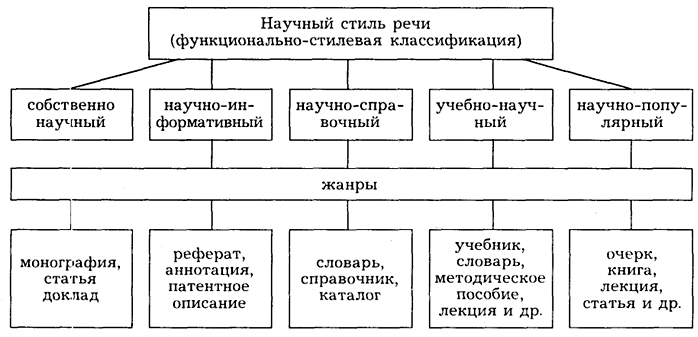 Научный стиль речи
(функционально-стилевая классификация)
собственно
научный
научно-ин-
формативный
научно-спра-
вочный
учебно-науч-
ный
научно-попу-
лярный
жанры
монография,
статья
доклад
реферат,
аннотация,
патентное
описание
словарь,
справочник,
каталог
учебник,
словарь,
методическое
пособие,
лекция и др.
очерк,
книга,
лекция,
статья и др.